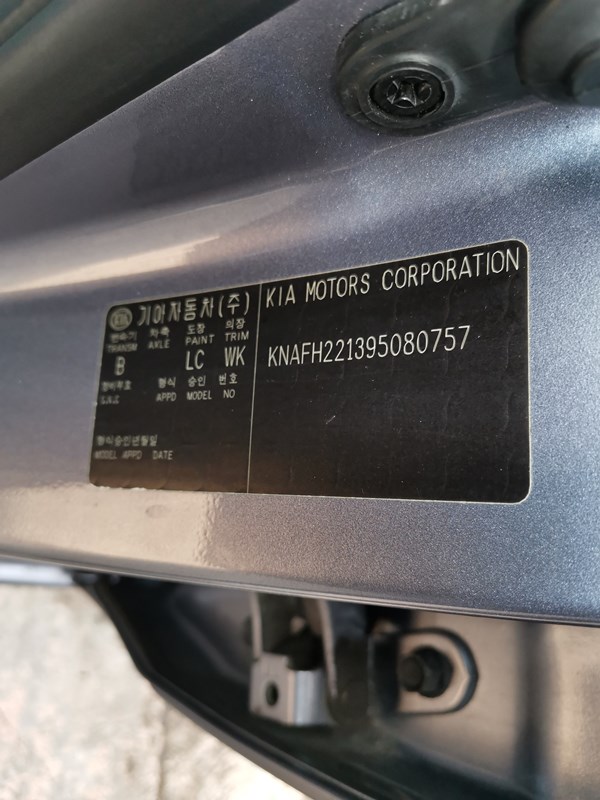 기아자동차(주)
변속기 차축 도장 의장
TRANSM AXLE PAINT TRIM
B LC WK
형식 승인 번호
S.N.C APPD MODEL NO
형식승인년월일
MODEL APPD DATE
KIA MOTORS CORPORATION
KNAFH221395080757